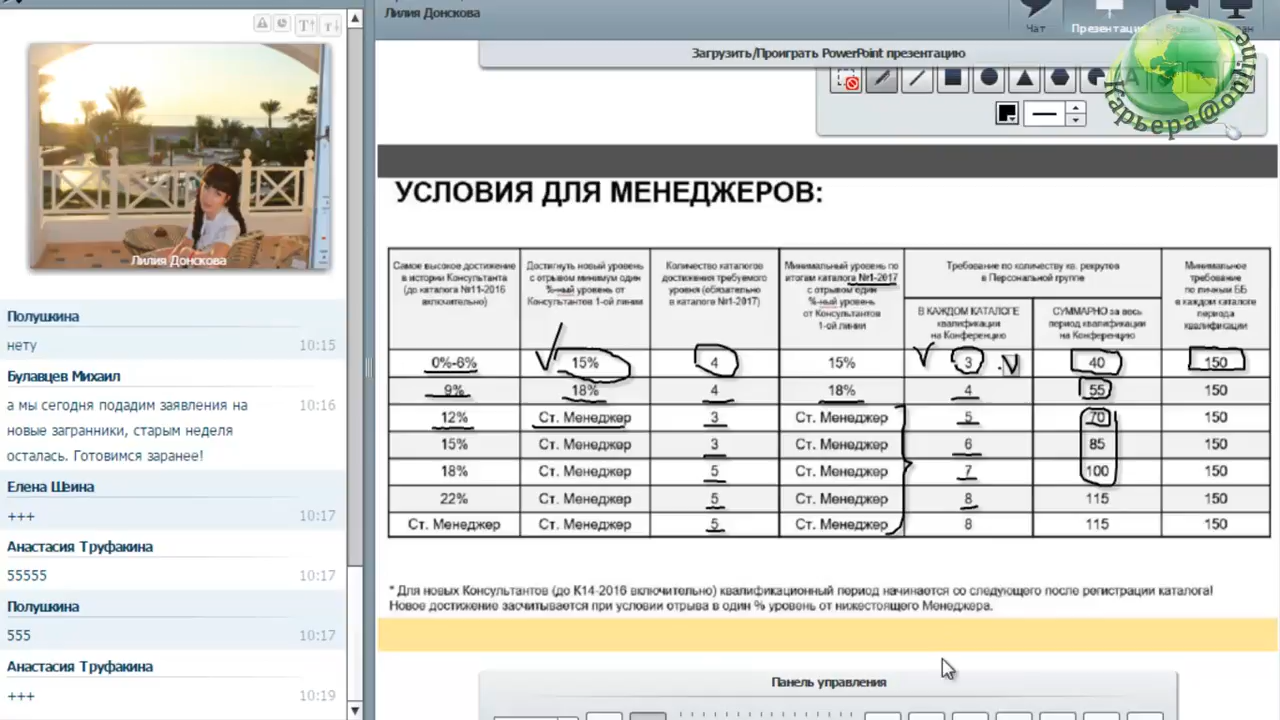 Лилия Донскова
Чат
Презентаци
Загрузить/Проиграть PowerPoint презентацию
Карьера@online
Лилия Донскова
Полушкина
нету 10:15
Булавцев Михаил 10:16
а мы сегодня подадим заявления на
новые загранники, старым неделя
осталась. Готовимся заранее!
Елена Шеина
+++ 10:17
Анастасия Труфакина
55555 10:17
Полушкина
555 10:17
Анастасия Труфакина
+++ 10:19
УСЛОВИЯ ДЛЯ МЕНЕДЖЕРОВ:
Самое высокое достижение
в истории Консультанта
(до каталога №11-2016
включительно)
Достигнуть новый уровень
с отрывом минимум один
%-ный уровень от
Консультантов 1-ой линии
Количество каталогов
достижения требуемого
уровня (обязательно
в каталоге №1-2017)
Минимальный уровень по
итогам каталога №1-2017
с отрывом один
%-ный уровень
от Консультантов
1-ой линии
Требование по количеству кв. рекрутов
в Персональной группе
В КАЖДОМ КАТАЛОГЕ
квалификации
на Конференцию
СУММАРНО за весь
период квалификации
на Конференцию
Минимальное
требование
по личным ББ
в каждом каталоге
периода
квалификации
0%-6% 15% 4 15% 3 40 150
9% 18% 4 18% 4 55 150
12% Ст. Менеджер 3 Ст. Менеджер 5 70 150
15% Ст. Менеджер 3 Ст. Менеджер 6 85 150
18% Ст. Менеджер 5 Ст. Менеджер 7 100 150
22% Ст. Менеджер 5 Ст. Менеджер 8 115 150
Ст. Менеджер Ст. Менеджер 5 Ст. Менеджер 8 115 150
* Для новых Консультантов (до К14-2016 включительно) квалификационный период начинается со следующего после регистрации каталога!
Новое достижение засчитывается при условии отрыва в один % уровень от нижестоящего Менеджера.
Панель управления